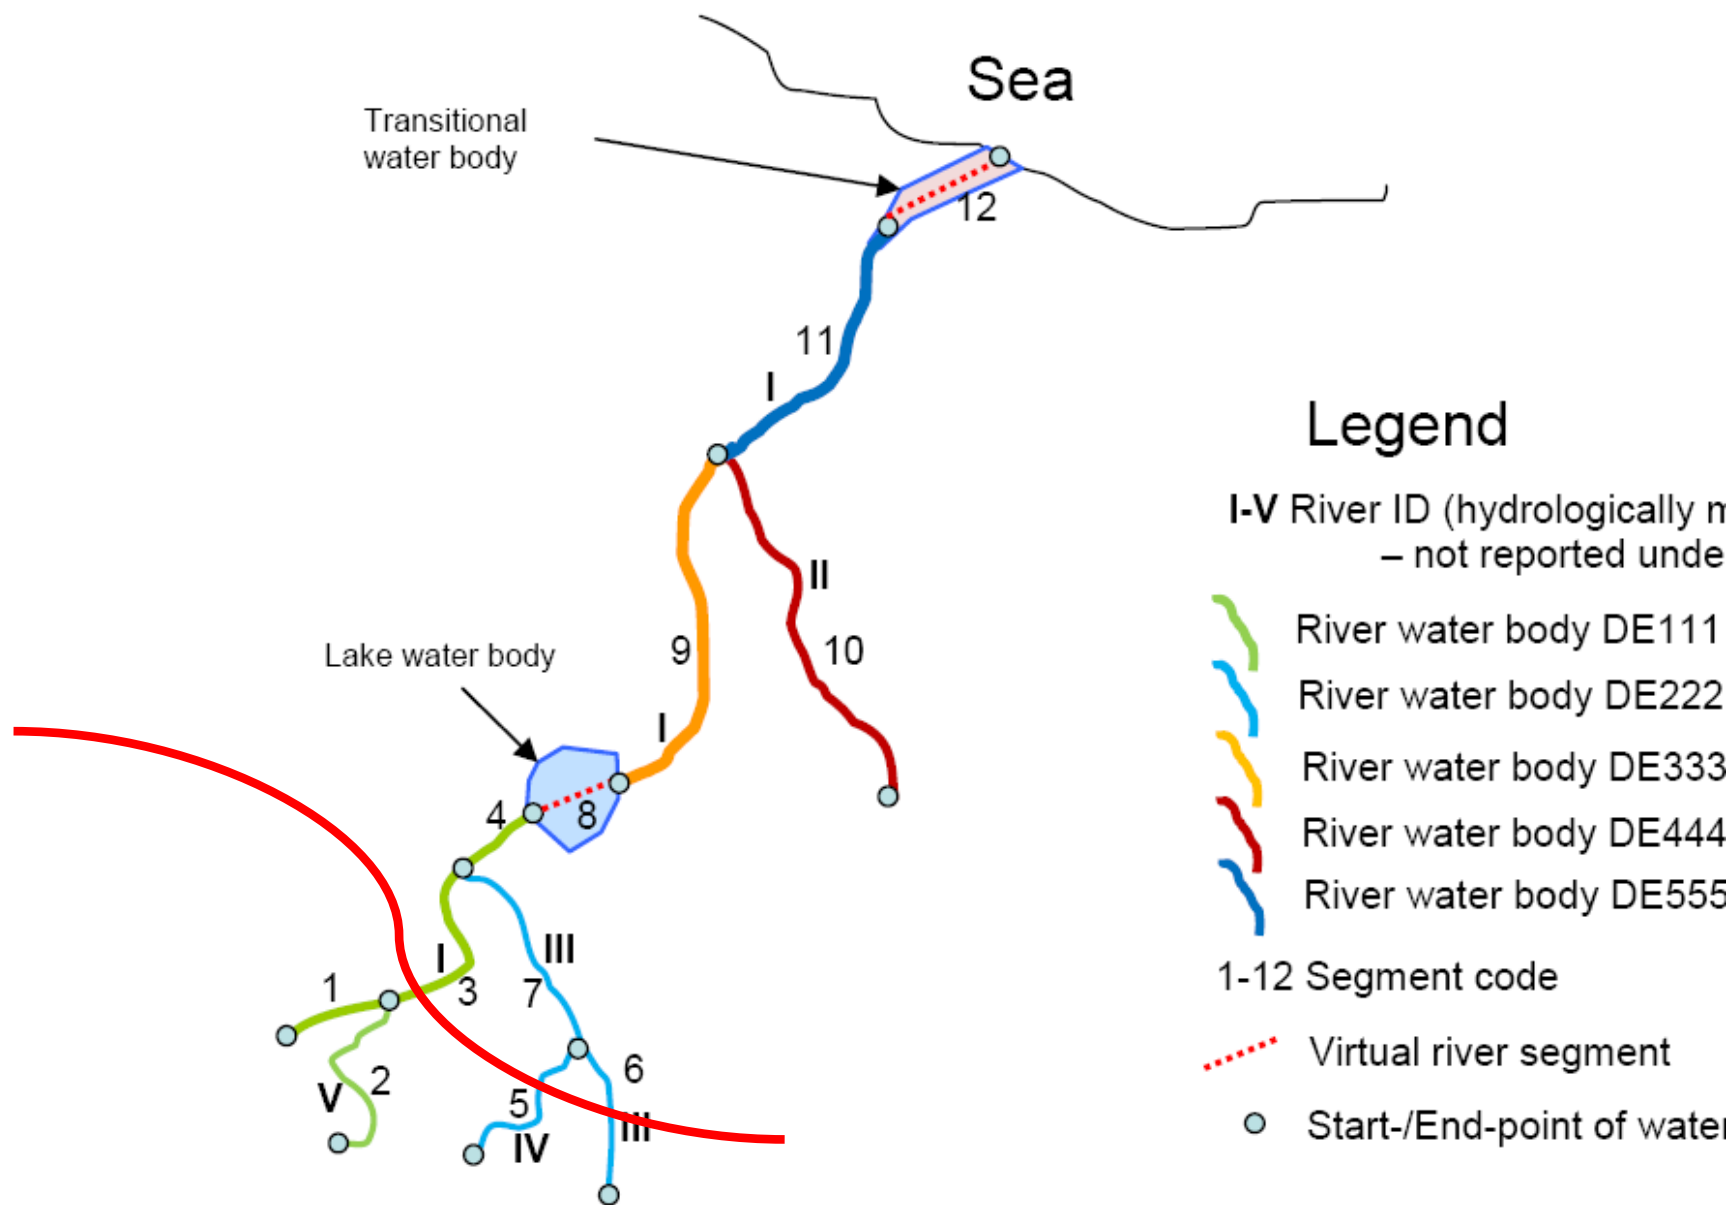 Sea
Transitional
water body
12
11
I
Legend
I-V River ID (hydrologically
– not reported unde
II
9
10
Lake water body
I
River water body DE111
River water body DE222
River water body DE333
River water body DE444
River water body DE555
4
8
III
I
7
1
3
1-12 Segment code
Virtual river segment
6
V
2
5
III
IV
Start-/End-point of water